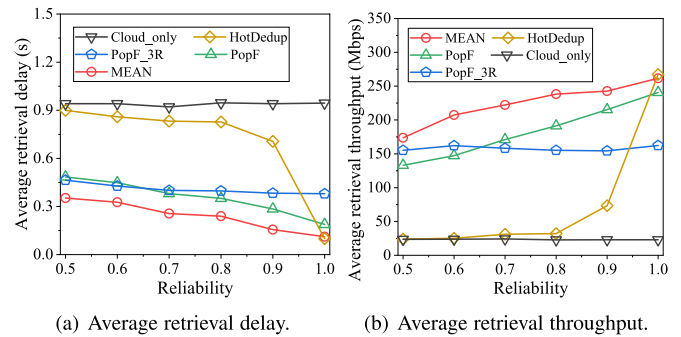 Average retrieval delay (s)
1.5
1.2
0.9
0.6
0.3
0.0
Cloud_only
HotDedup
PopF_3R
PopF
MEAN
0.5
0.6
0.7
0.8
0.9
1.0
Reliability
(a) Average retrieval delay.
Average retrieval throughput (Mbps)
350
300
250
200
150
100
50
0
MEAN
HotDedup
PopF
Cloud_only
PopF_3R
0.5
0.6
0.7
0.8
0.9
1.0
Reliability
(b) Average retrieval throughput.